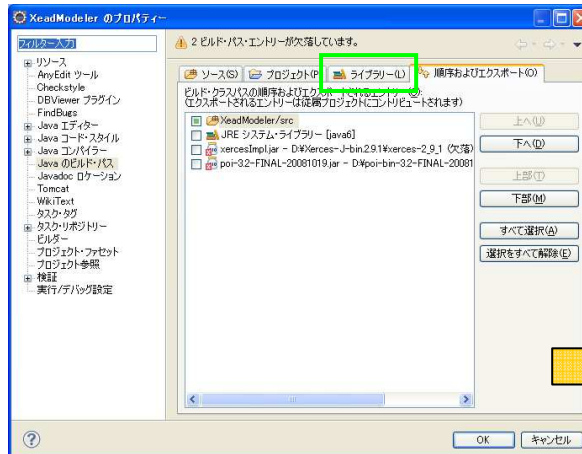 XeadModeler のプロパティー
フィルター入力
2 ビルド・パス・エントリーが欠落しています。
リソース
AnyEdit ツール
Checkstyle
DBViewer プラグイン
FindBugs
Java エディター
Java コード・スタイル
Java コンパイラー
Java のビルド・パス
Javadoc ロケーション
Tomcat
WikiText
タスク・タグ
タスク・リポジトリー
ビルダー
プロジェクト・ファセット
プロジェクト参照
検証
実行/デバッグ設定
ソース(S)
プロジェクト(P
ライブラリー(L)
順序およびエクスポート(O)
ビルド・クラスパスの順序およびエクスポートされるエントリー(B):
(エクスポートされるエントリーは従属プロジェクトにコントリビュートされます)
XeadModeler/src
JRE システム・ライブラリー [java6]
xercesImpl.jar - D:¥Xerces-J-bin.2.9.1¥xerces-2_9_1 (欠落)
poi-3.2-FINAL-20081019.jar - D:¥poi-bin-3.2-FINAL-20081
上へ(U)
下へ(D)
上部(T)
下部(M)
すべて選択(A)
選択をすべて解除(E)
OK
キャンセル